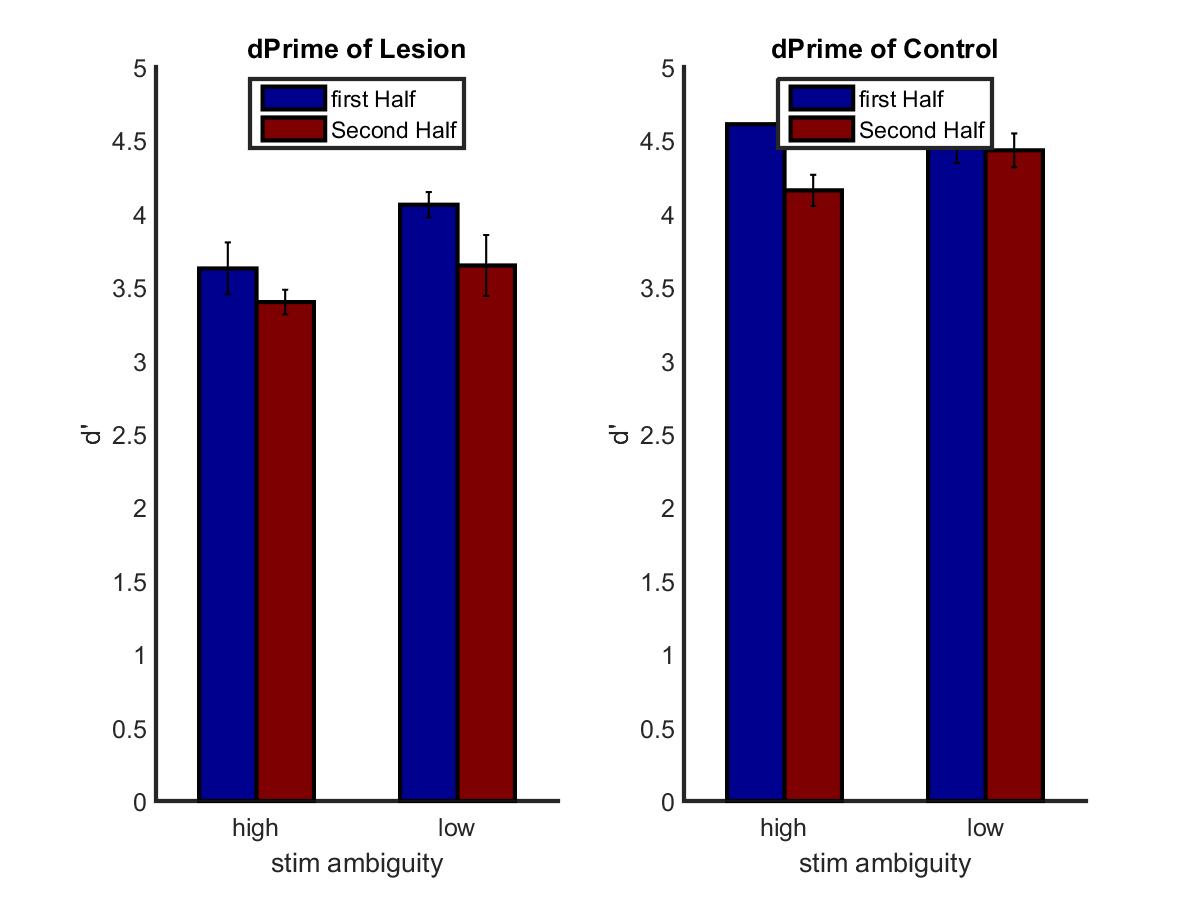 dPrime of Lesion
first Half
Second Half
5
4.5
4
3.5
3
2.5
2
1.5
1
0.5
0
d'
high
low
stim ambiguity
dPrime of Control
first Half
Second Half
5
4.5
4
3.5
3
2.5
2
1.5
1
0.5
0
d'
high
low
stim ambiguity